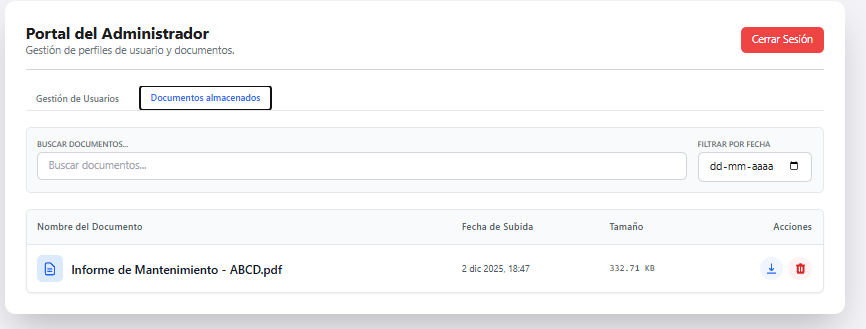 Portal del Administrador
Gestión de perfiles de usuario y documentos.
Cerrar Sesión
Gestión de Usuarios
Documentos almacenados
BUSCAR DOCUMENTOS...
FILTRAR POR FECHA
Buscar documentos...
dd-mm-aaaa
Nombre del Documento Fecha de Subida Tamaño Acciones
Informe de Mantenimiento - ABCD.pdf 2 dic 2025, 18:47 332.71 KB